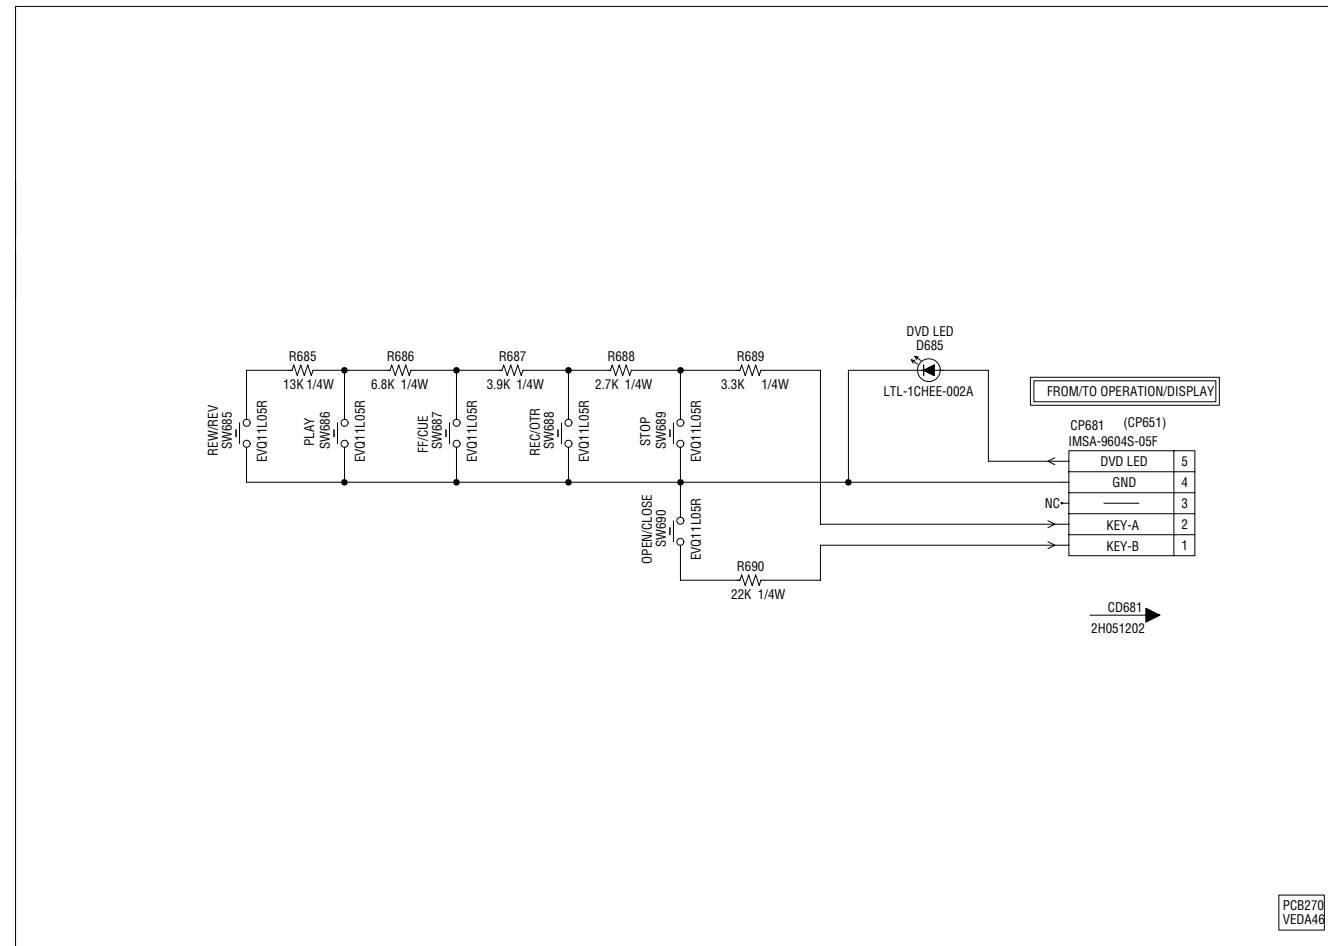 DVD LED
D685
LTL-1CHEE-002A
R685
13K 1/4W
R686
6.8K 1/4W
R687
3.9K 1/4W
R688
2.7K 1/4W
R689
3.3K 1/4W
REW/REV
SW685
EVQ11L05R
PLAY
SW686
EVQ11L05R
FF/CUE
SW687
EVQ11L05R
REC/OTR
SW688
EVQ11L05R
STOP
SW689
EVQ11L05R
OPEN/CLOSE
SW690
EVQ11L05R
R690
22K 1/4W
FROM/TO OPERATION/DISPLAY
CP681 (CP651)
IMSA-9604S-05F
DVD LED 5
GND 4
NC 3
KEY-A 2
KEY-B 1
CD681
2H051202
PCB270
VEDA46